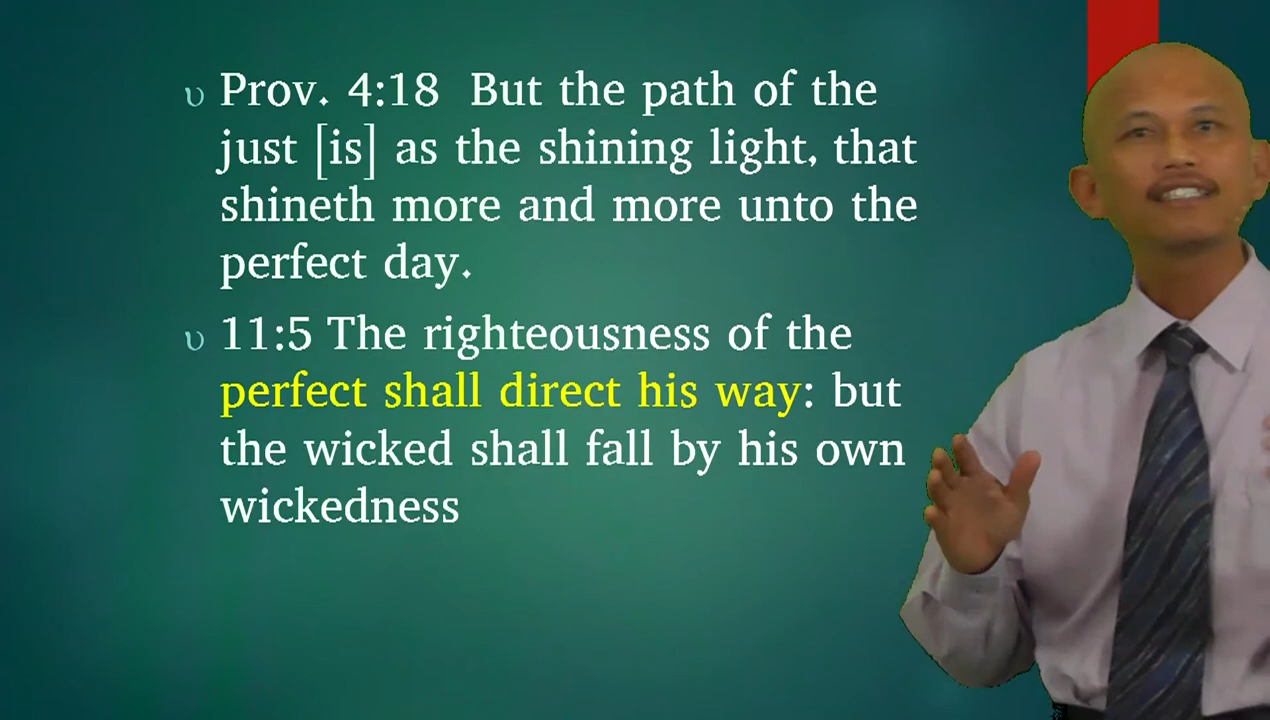 υ Prov. 4:18  But the path of the
just [is] as the shining light, that
shineth more and more unto the
perfect day.
υ 11:5 The righteousness of the
perfect shall direct his way: but
the wicked shall fall by his own
wickedness